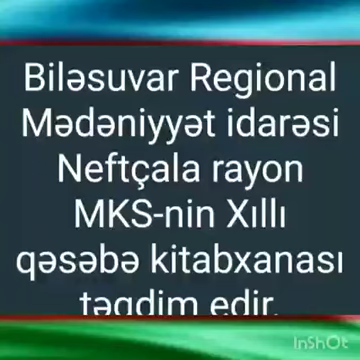 Biləsuvar Regional
Mədəniyyət idarəsi
Neftçala rayon
MKS-nin Xıllı
qəsəbə kitabxanası
təqdim edir.
InShOt